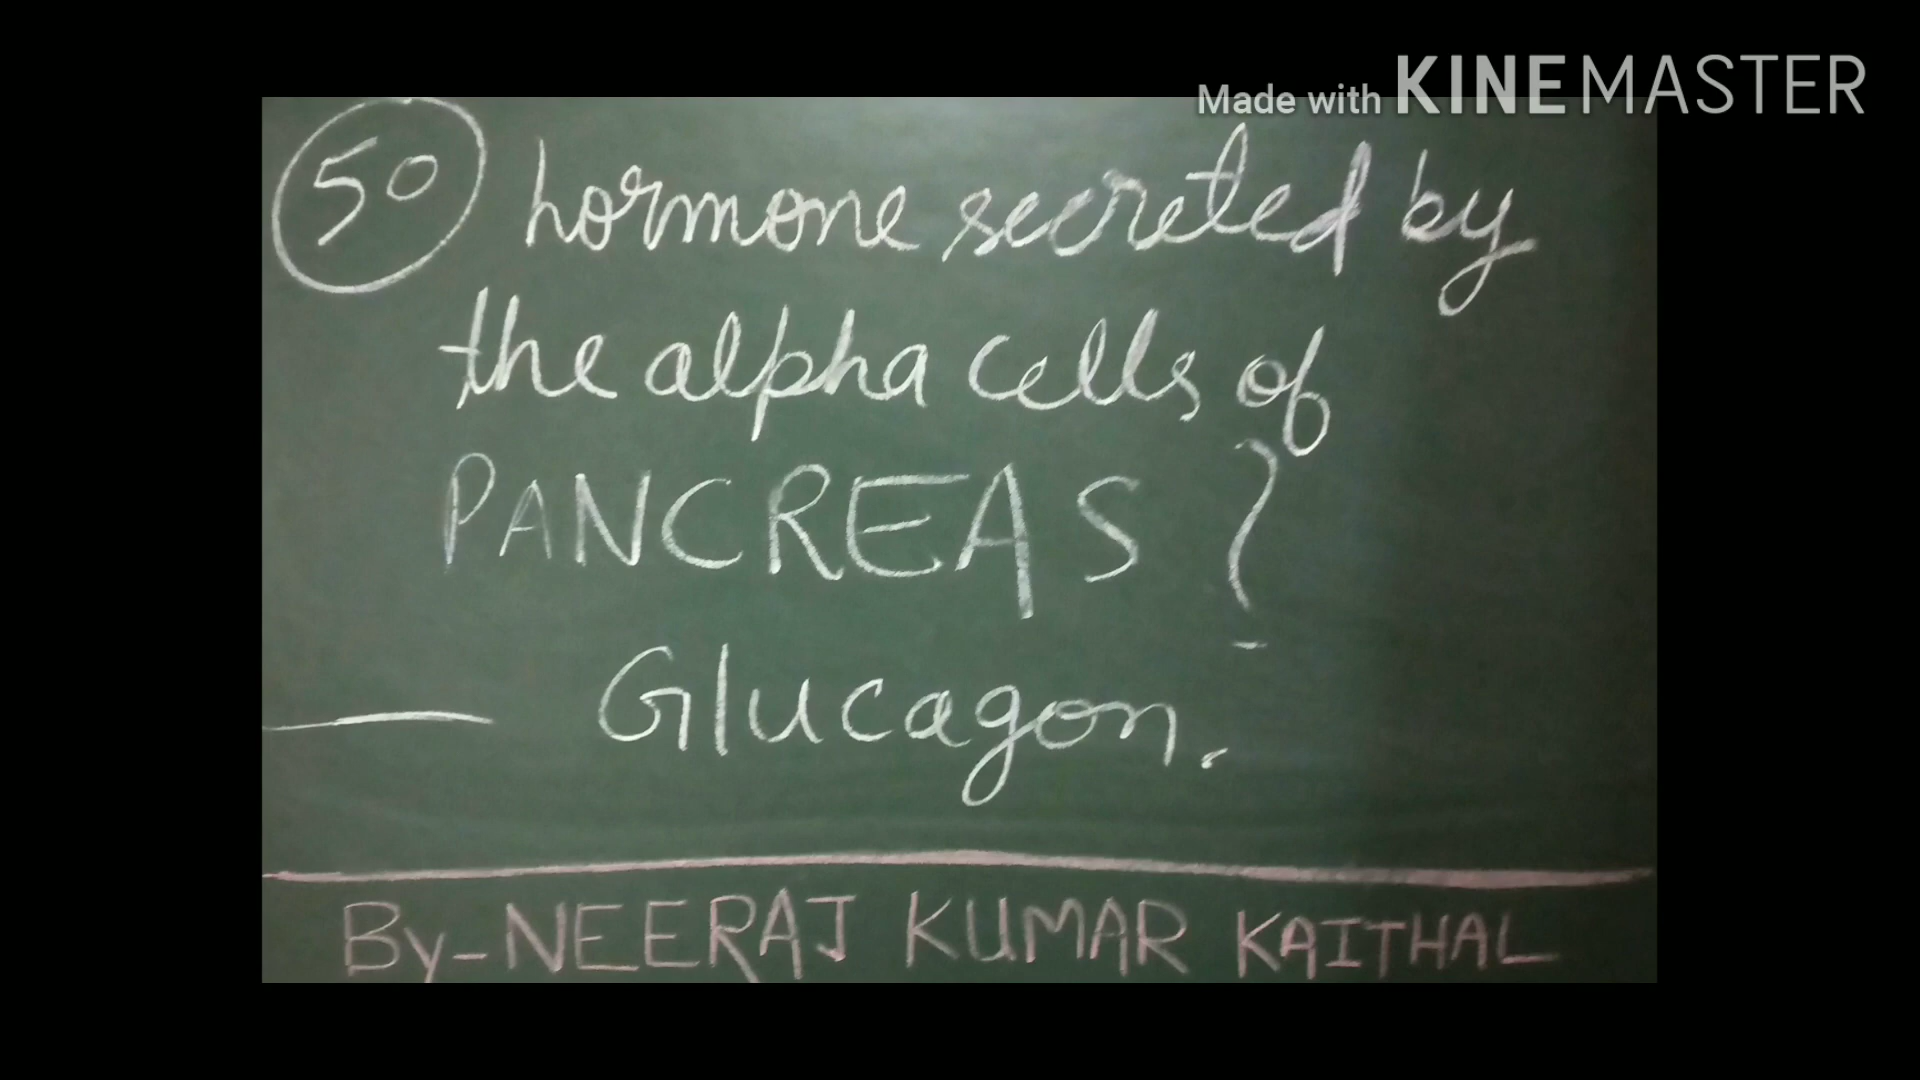 Made with KINEMASTER
50 hormone secreted by
the alpha cells of
PANCREAS ?
— Glucagon.
By-NEERAJ KUMAR KAITHAL